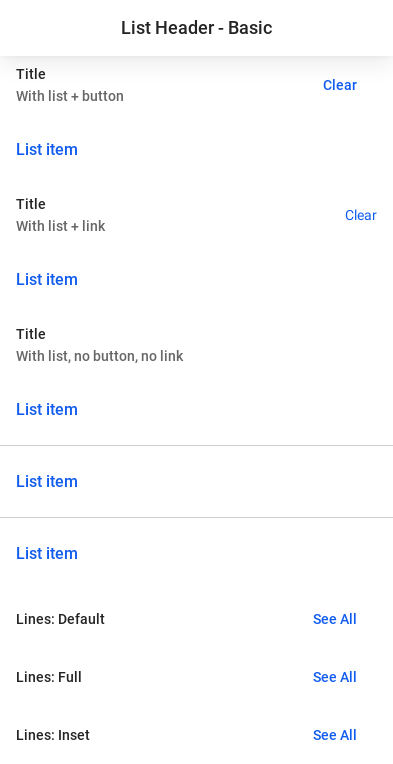 List Header - Basic
Title
With list + button
Clear
List item
Title
With list + link
Clear
List item
Title
With list, no button, no link
List item
List item
List item
Lines: Default See All
Lines: Full See All
Lines: Inset See All